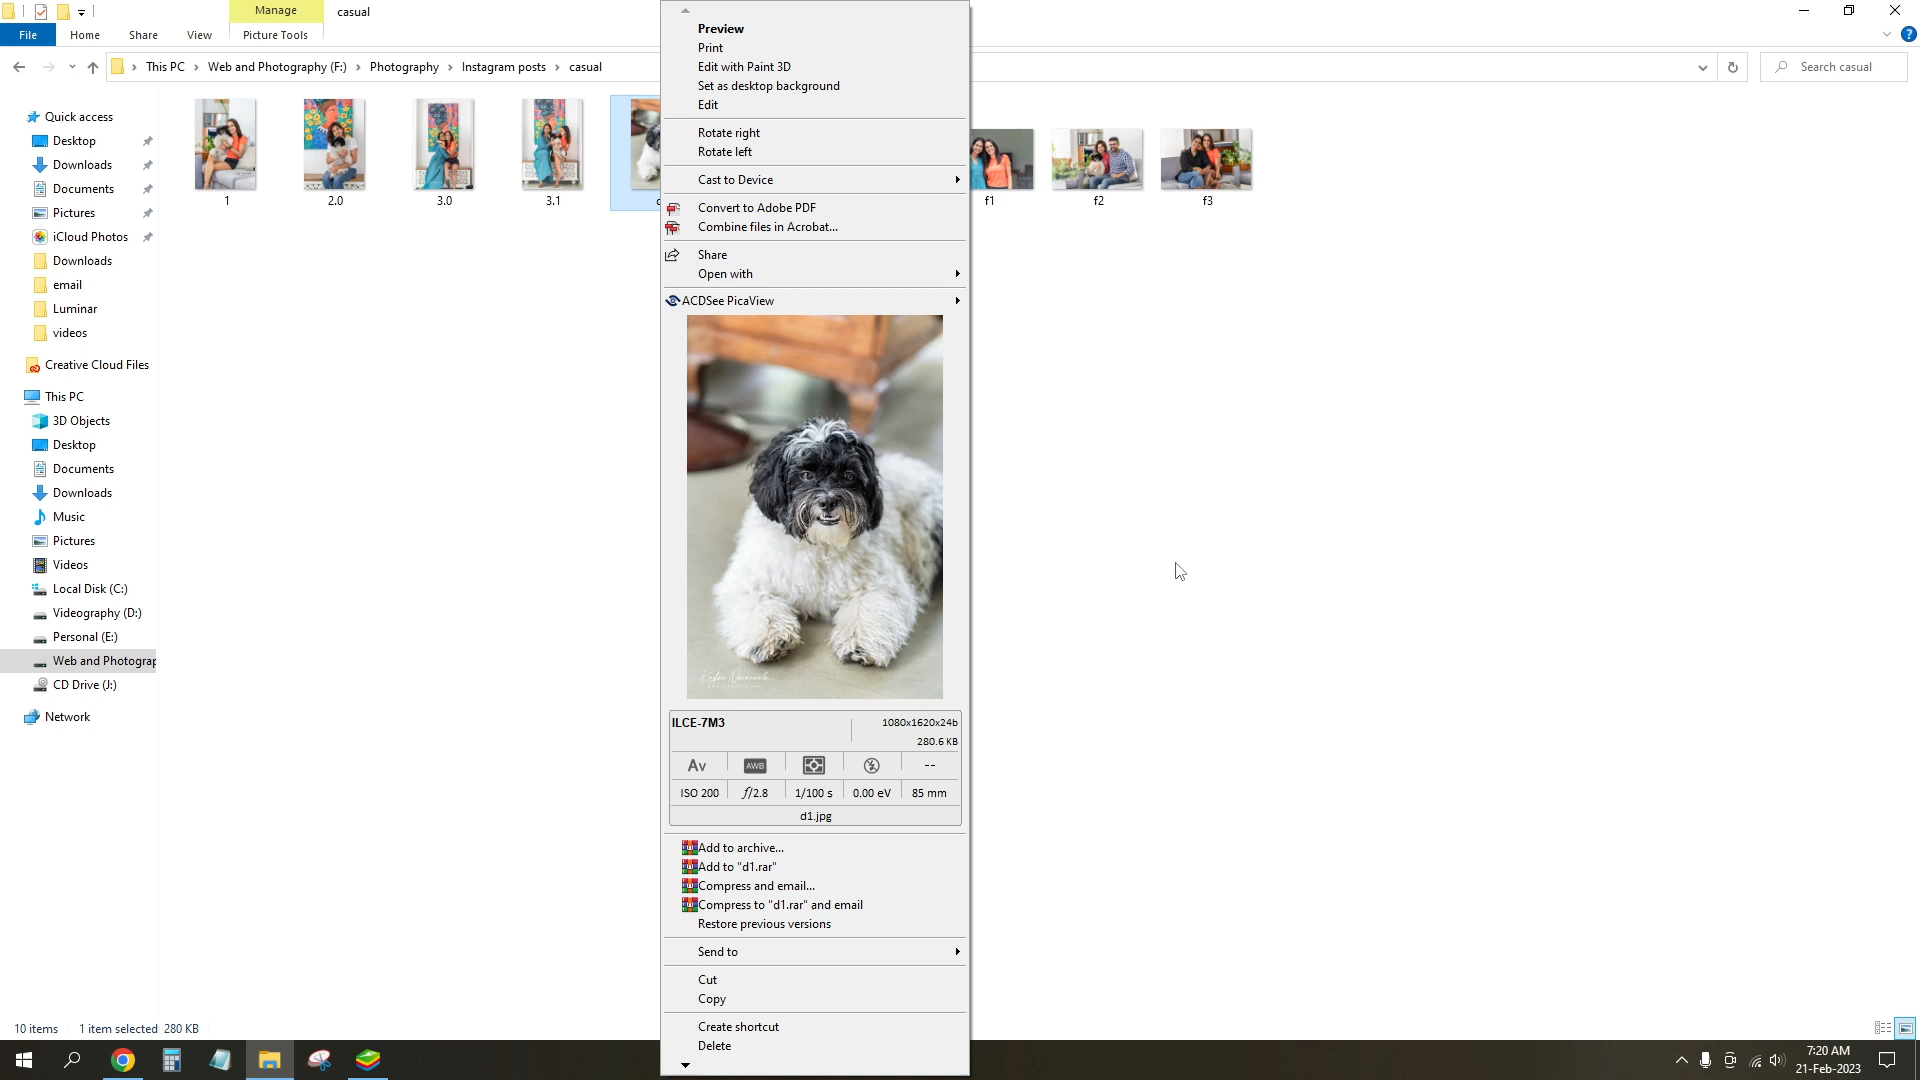 Manage
casual
File
Home
Share
View
Picture Tools
This PC
Web and Photography (F:)
Photography
Instagram posts
casual
Search casual
Quick access
Desktop
Downloads
Documents
Pictures
iCloud Photos
Downloads
email
Luminar
videos
Creative Cloud Files
This PC
3D Objects
Desktop
Documents
Downloads
Music
Pictures
Videos
Local Disk (C:)
Videography (D:)
Personal (E:)
Web and Photograp
CD Drive (J:)
Network
1
2.0
3.0
3.1
f1
f2
f3
Preview
Print
Edit with Paint 3D
Set as desktop background
Edit
Rotate right
Rotate left
Cast to Device
Convert to Adobe PDF
Combine files in Acrobat...
Share
Open with
ACDSee PicaView
ILCE-7M3
1080x1620x24b
280.6 KB
Av
AWB
--
ISO 200
f/2.8
1/100 s
0.00 eV
85 mm
d1.jpg
Add to archive...
Add to "d1.rar"
Compress and email...
Compress to "d1.rar" and email
Restore previous versions
Send to
Cut
Copy
Create shortcut
Delete
10 items
1 item selected 280 KB
7:20 AM
21-Feb-2023